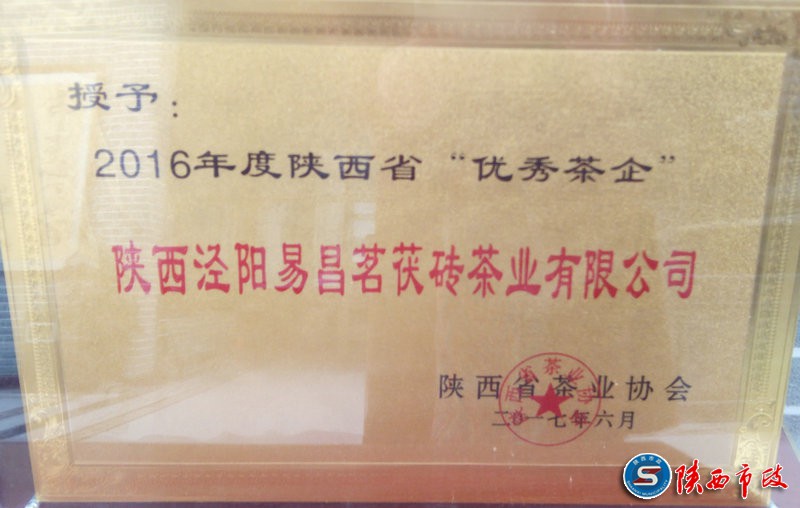 授予：
2016年度陕西省“优秀茶企”
陕西泾阳易昌茗茯砖茶业有限公司
陕西省茶业协会
二〇一七年六月
陕西市政